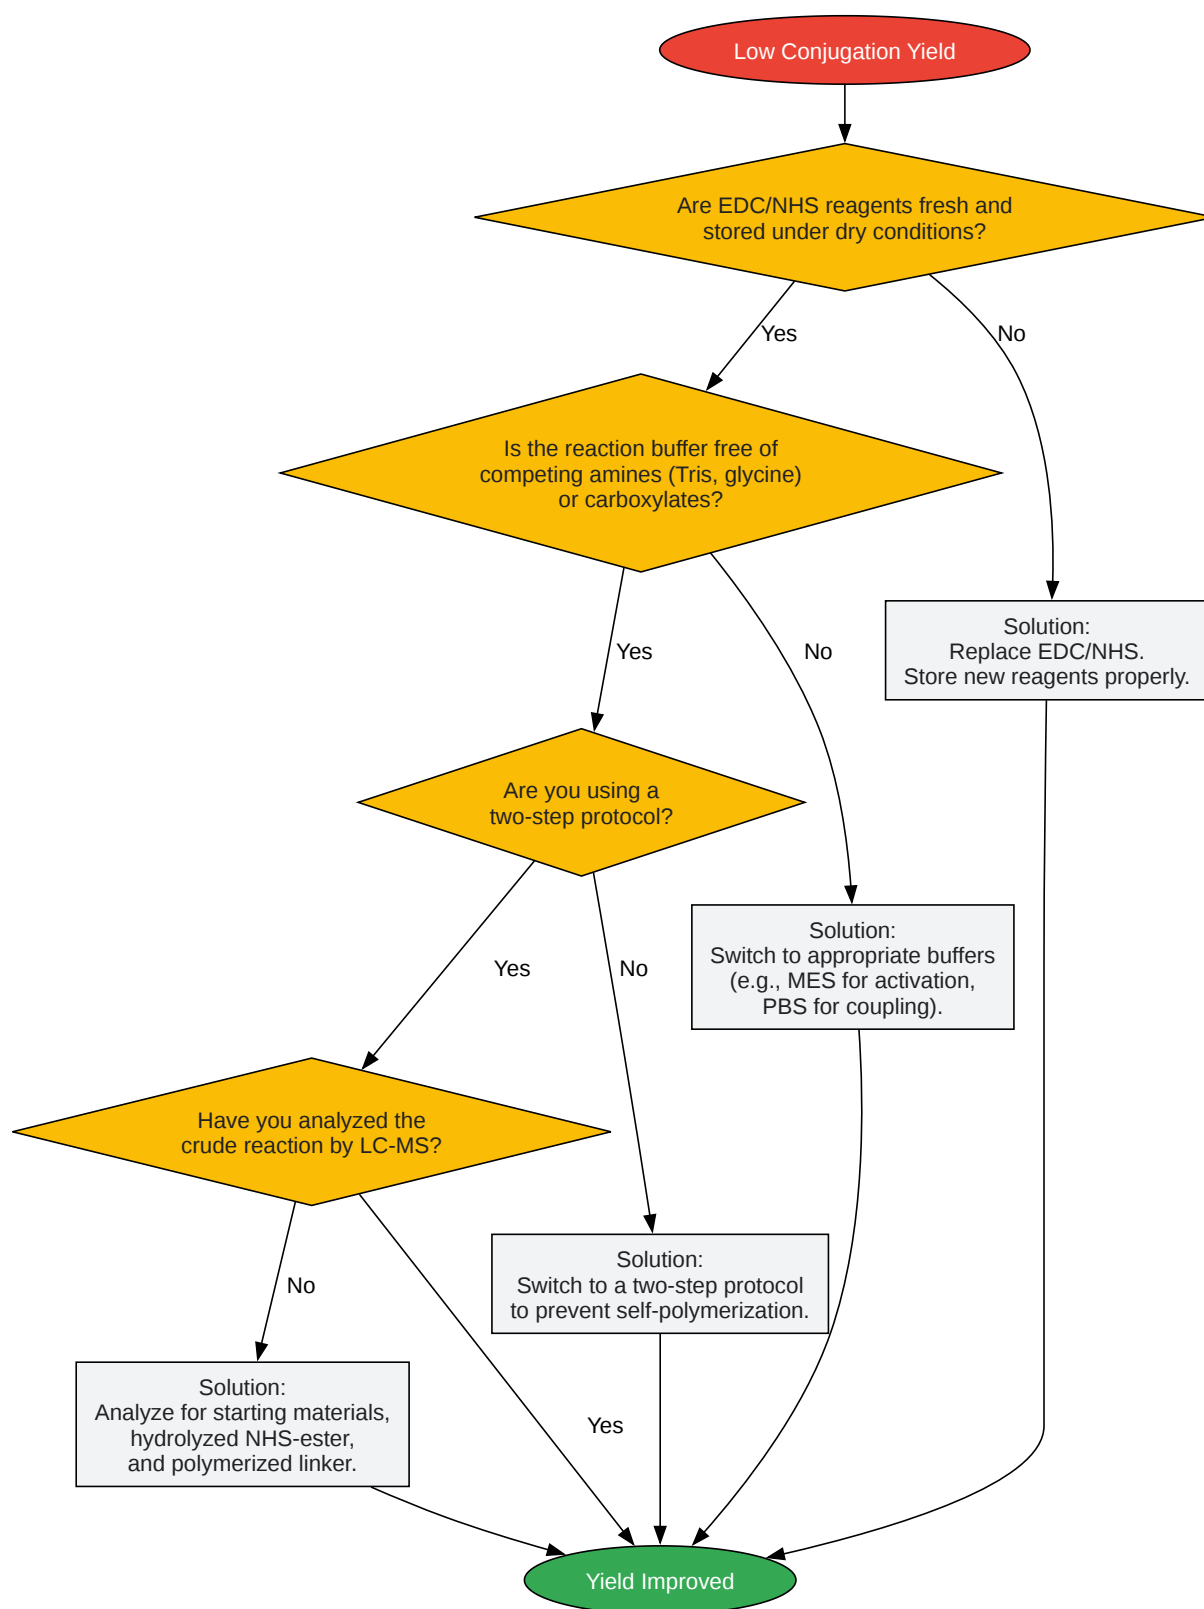 Low Conjugation Yield
Are EDC/NHS reagents fresh and
stored under dry conditions?
Yes
No
Is the reaction buffer free of
competing amines (Tris, glycine)
or carboxylates?
Solution:
Replace EDC/NHS.
Store new reagents properly.
Yes
No
Are you using a
two-step protocol?
Solution:
Switch to appropriate buffers
(e.g., MES for activation,
PBS for coupling).
Yes
No
Have you analyzed the
crude reaction by LC-MS?
Solution:
Switch to a two-step protocol
to prevent self-polymerization.
No
Yes
Solution:
Analyze for starting materials,
hydrolyzed NHS-ester,
and polymerized linker.
Yield Improved